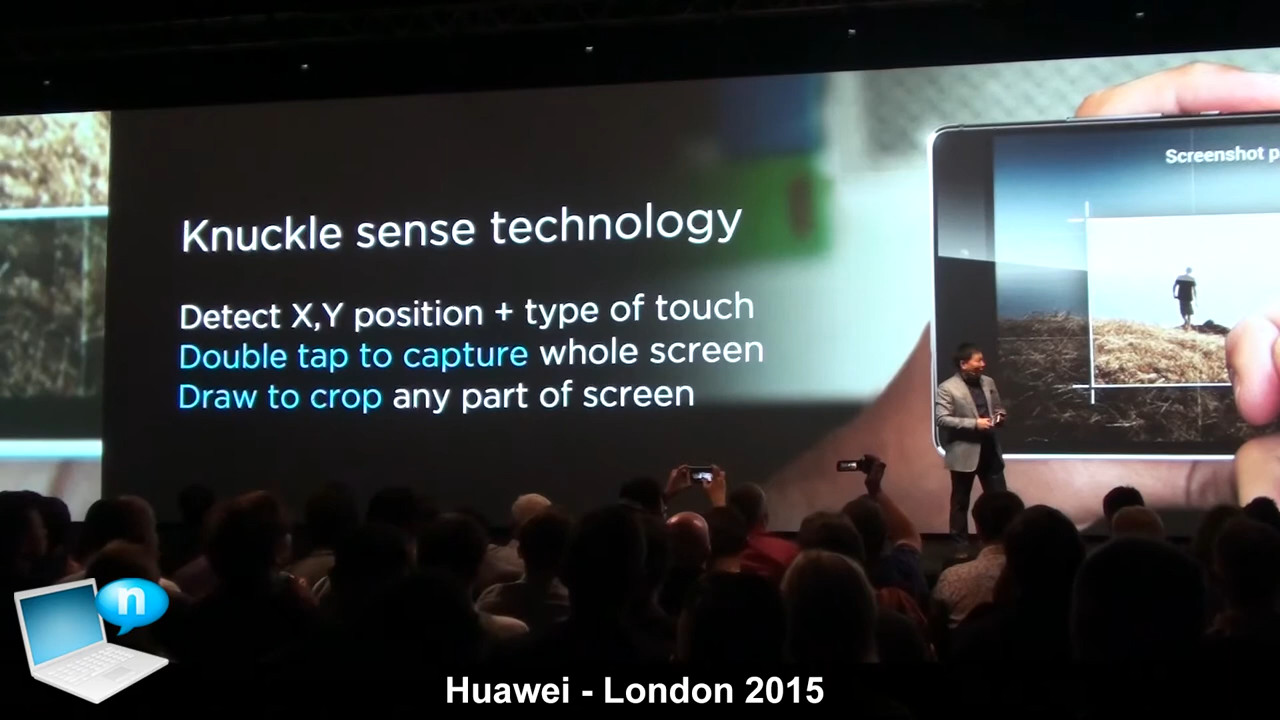 Knuckle sense technology
Screenshot p
Detect X,Y position + type of touch
Double tap to capture whole screen
Draw to crop any part of screen
n
Huawei - London 2015